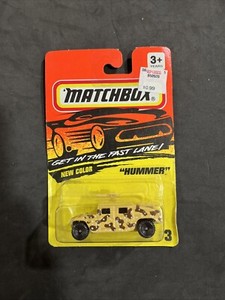 3+
MATCHBOX®
GET IN THE FAST LANE!
NEW COLOR
"HUMMER"
3